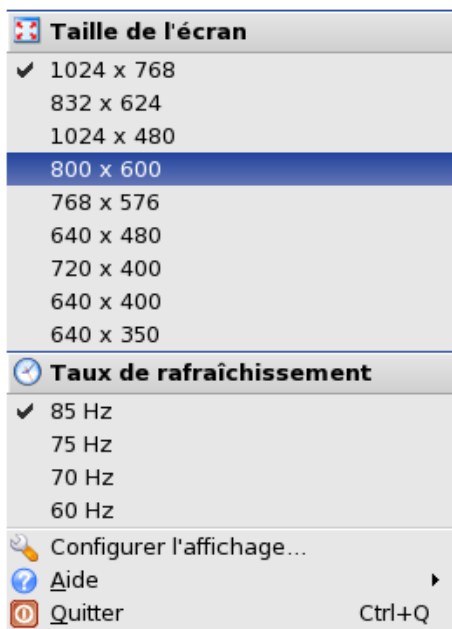 Taille de l'écran
1024 x 768
832 x 624
1024 x 480
800 x 600
768 x 576
640 x 480
720 x 400
640 x 400
640 x 350
Taux de rafraîchissement
85 Hz
75 Hz
70 Hz
60 Hz
Configurer l'affichage...
Aide
Quitter Ctrl+Q